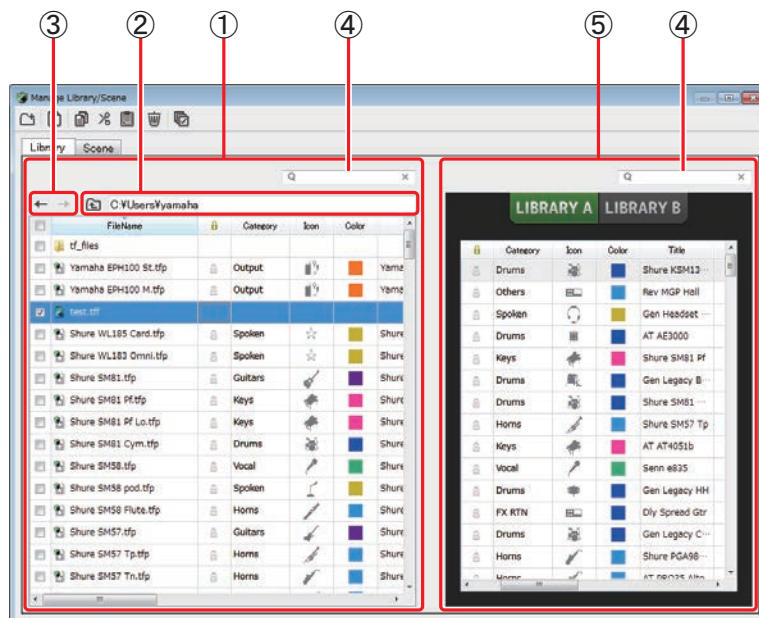 ③ ② ① ④ ⑤ ④
Manage Library/Scene
Library Scene
C:¥Users¥yamaha
FileName Category Icon Color
tf_files
Yamaha EPH100 St.tfp Output Yama
Yamaha EPH100 M.tfp Output Yama
test.tff
Shure WL185 Card.tfp Spoken Shure
Shure WL183 Omni.tfp Spoken Shure
Shure SM81.tfp Guitars Shure
Shure SM81 Pf.tfp Keys Shure
Shure SM81 Pf Lo.tfp Keys Shure
Shure SM81 Cym.tfp Drums Shure
Shure SM58.tfp Vocal Shure
Shure SM58 pod.tfp Spoken Shure
Shure SM58 Flute.tfp Horns Shure
Shure SM57.tfp Guitars Shure
Shure SM57 Tp.tfp Horns Shure
Shure SM57 Tn.tfp Horns Shure
LIBRARY A LIBRARY B
Category Icon Color Title
Drums Shure KSM13···
Others Rev MGP Hall
Spoken Gen Headset ···
Drums AT AE3000
Keys Shure SM81 Pf
Drums Gen Legacy B···
Drums Shure SM81 ···
Horns Shure SM57 Tp
Keys AT AT4051b
Vocal Senn e835
Drums Gen Legacy HH
FX RTN Dly Spread Gtr
Drums Gen Legacy C···
Horns Shure PGA98···
Horns AT PRO35 Alto